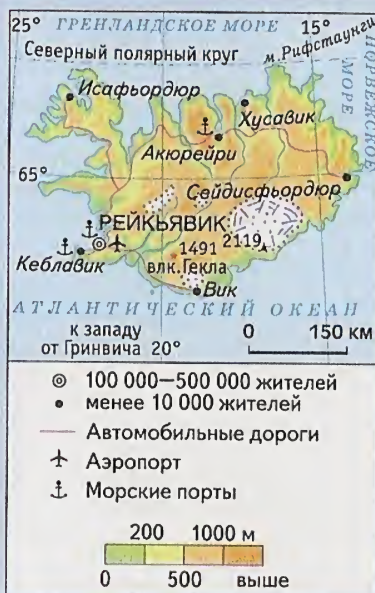 25° ГРЕНЛАНДСКОЕ МОРЕ 15°
Северный полярный круг
м. Рифстаунги
НОРВЕЖСКОЕ
МОРЕ
Исафьордюр
Хусавик
Акюрейри
65°
Сейдисфьордюр
РЕЙКЬЯВИК
1491 2119
Кеблавик
влк. Гекла
Вик
АТЛАНТИЧЕСКИЙ ОКЕАН
к западу
от Гринвича 20°
0 150 км
100 000–500 000 жителей
менее 10 000 жителей
Автомобильные дороги
Аэропорт
Морские порты
200 1000 м
0 500 выше